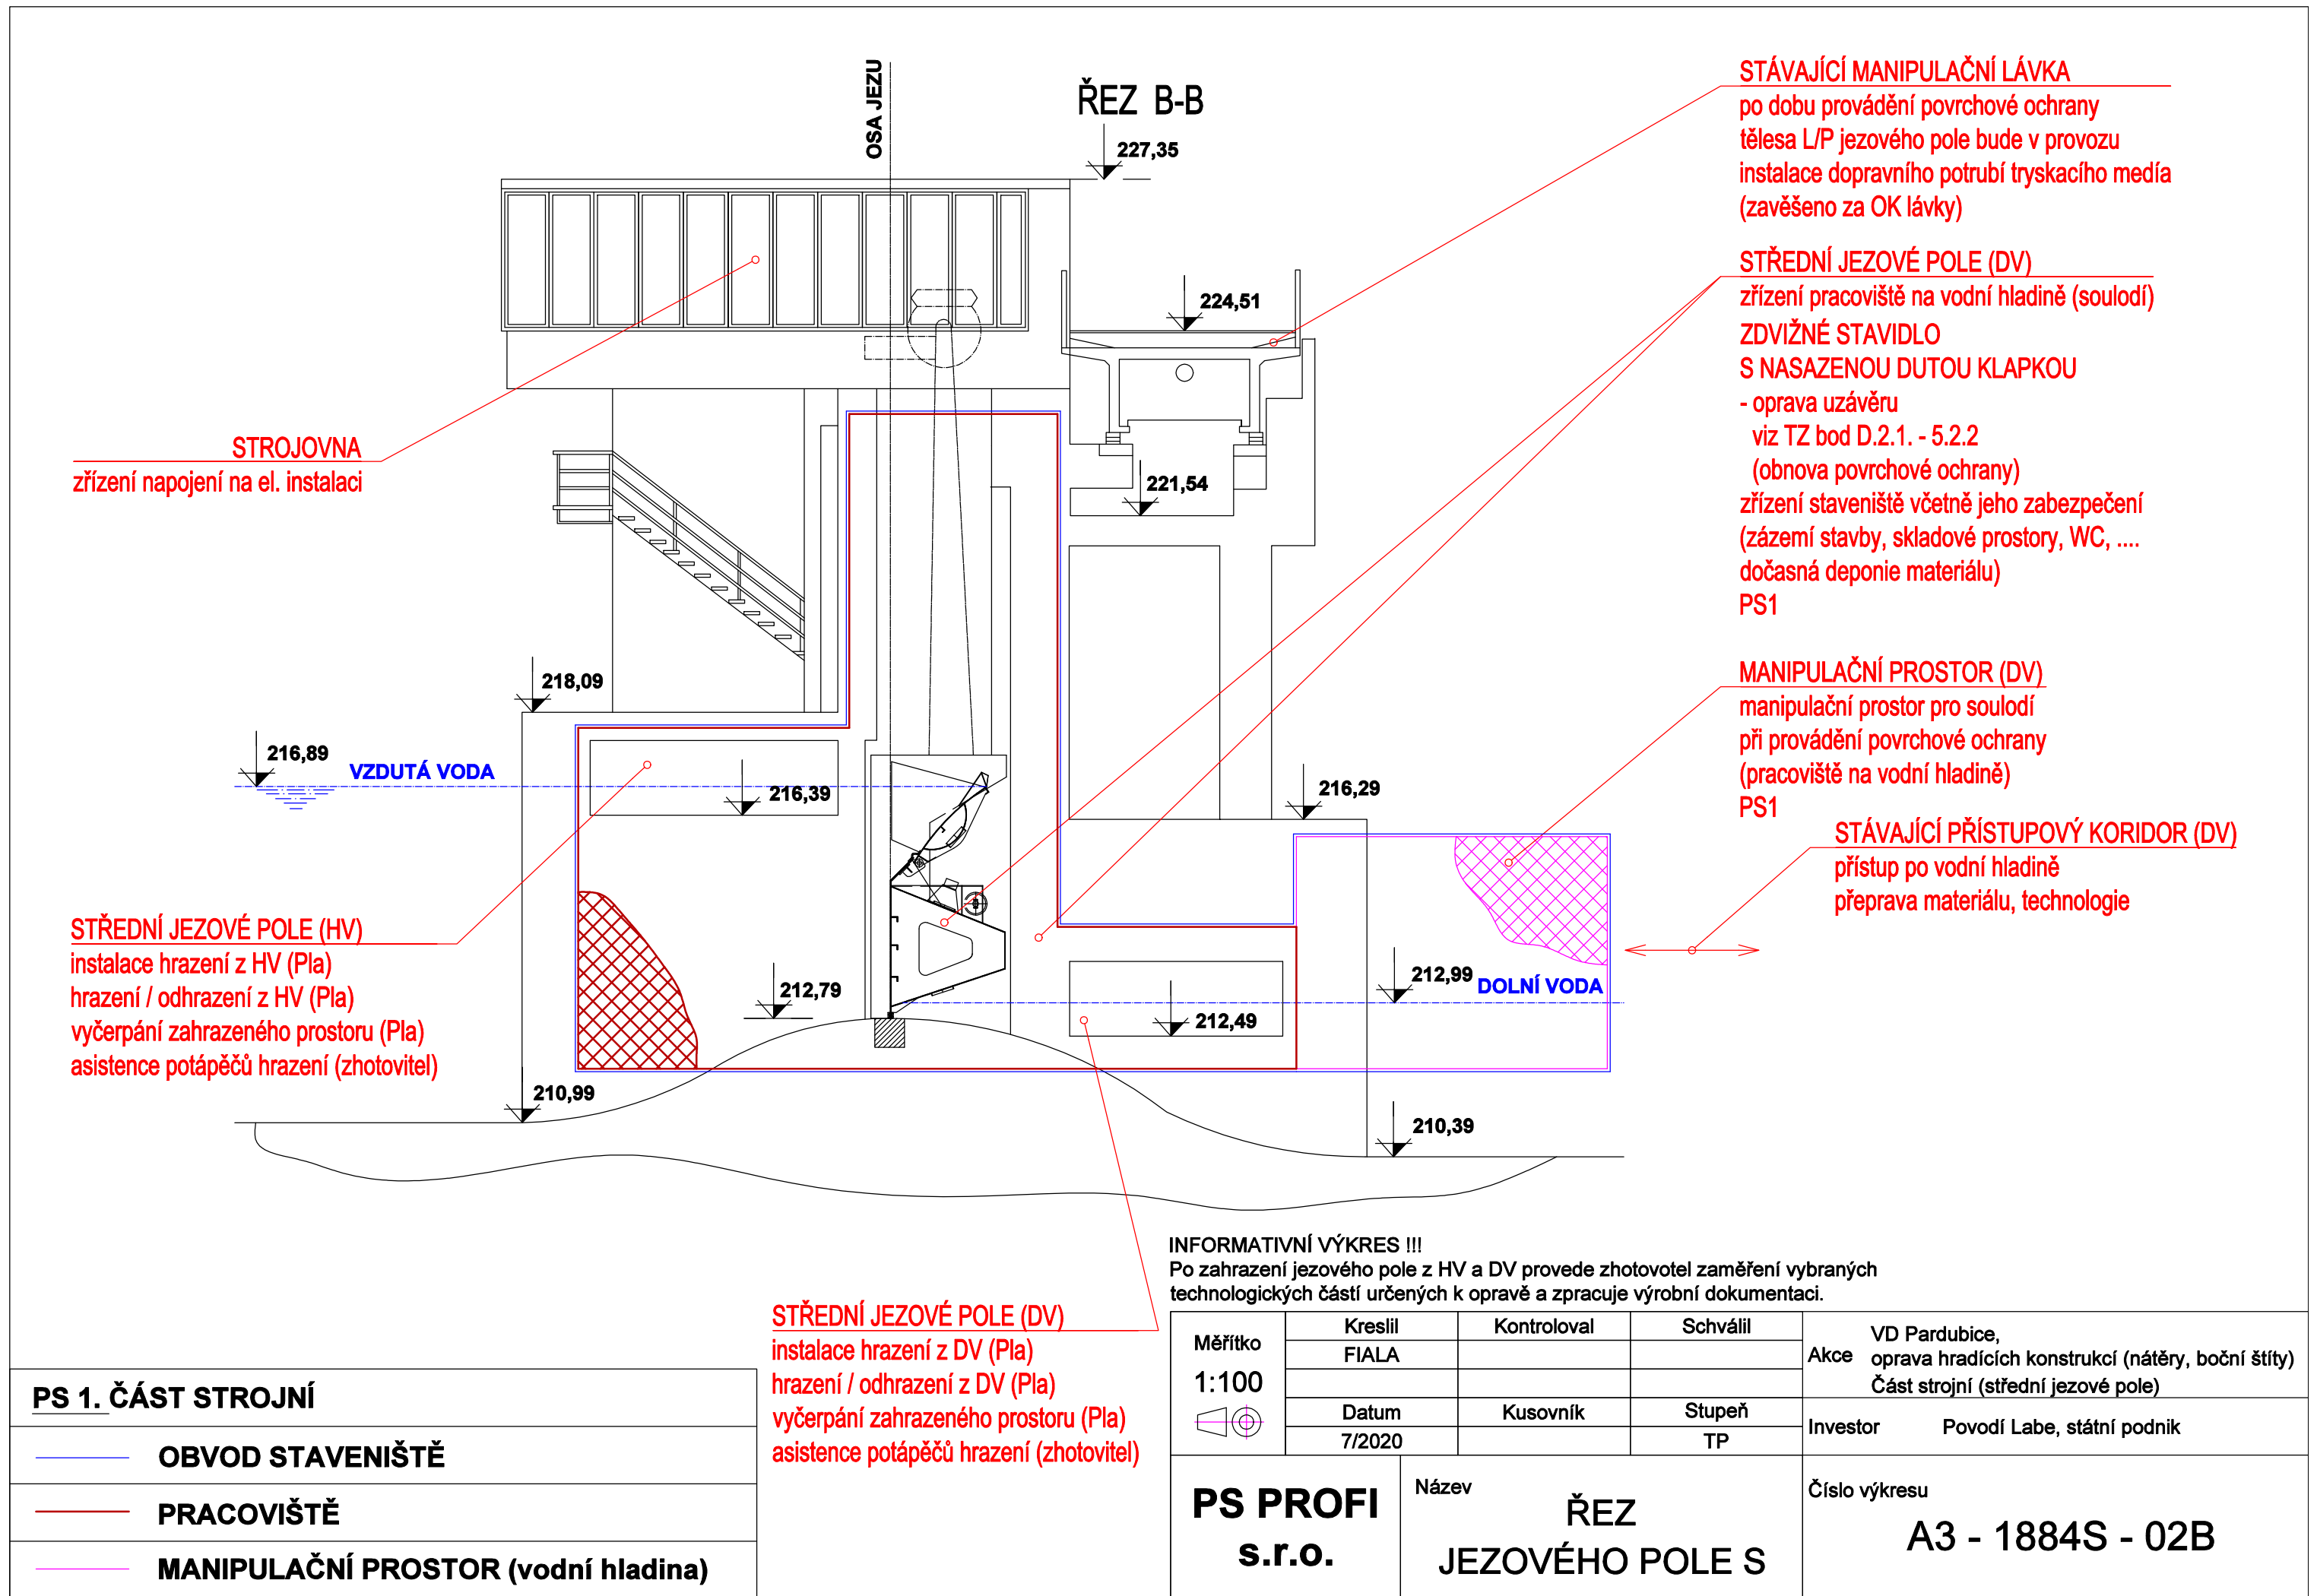 OSA JEZU
ŘEZ B-B
227,35
224,51
221,54
218,09
216,89
VZDUTÁ VODA
216,39
216,29
212,79
212,99
DOLNÍ VODA
212,49
210,99
210,39
STROJOVNA
zřízení napojení na el. instalaci
STŘEDNÍ JEZOVÉ POLE (HV)
instalace hrazení z HV (Pla)
hrazení / odhrazení z HV (Pla)
vyčerpání zahrazeného prostoru (Pla)
asistence potápěčů hrazení (zhotovitel)
STÁVAJÍCÍ MANIPULAČNÍ LÁVKA
po dobu provádění povrchové ochrany
tělesa L/P jezového pole bude v provozu
instalace dopravního potrubí tryskacího medía
(zavěšeno za OK lávky)
STŘEDNÍ JEZOVÉ POLE (DV)
zřízení pracoviště na vodní hladině (soulodí)
ZDVIŽNÉ STAVIDLO
S NASAZENOU DUTOU KLAPKOU
- oprava uzávěru
viz TZ bod D.2.1. - 5.2.2
(obnova povrchové ochrany)
zřízení staveniště včetně jeho zabezpečení
(zázemí stavby, skladové prostory, WC, ....
dočasná deponie materiálu)
PS1
MANIPULAČNÍ PROSTOR (DV)
manipulační prostor pro soulodí
při provádění povrchové ochrany
(pracoviště na vodní hladině)
PS1
STÁVAJÍCÍ PŘÍSTUPOVÝ KORIDOR (DV)
přístup po vodní hladině
přeprava materiálu, technologie
STŘEDNÍ JEZOVÉ POLE (DV)
instalace hrazení z DV (Pla)
hrazení / odhrazení z DV (Pla)
vyčerpání zahrazeného prostoru (Pla)
asistence potápěčů hrazení (zhotovitel)
PS 1. ČÁST STROJNÍ
OBVOD STAVENIŠTĚ
PRACOVIŠTĚ
MANIPULAČNÍ PROSTOR (vodní hladina)
INFORMATIVNÍ VÝKRES !!!
Po zahrazení jezového pole z HV a DV provede zhotovotel zaměření vybraných
technologických částí určených k opravě a zpracuje výrobní dokumentaci.
Měřítko
1:100
Kreslil Kontroloval Schválil
FIALA
Datum Kusovník Stupeň
7/2020 TP
Akce
VD Pardubice,
oprava hradících konstrukcí (nátěry, boční štíty)
Část strojní (střední jezové pole)
Investor Povodí Labe, státní podnik
PS PROFI
s.r.o.
Název
ŘEZ
JEZOVÉHO POLE S
Číslo výkresu
A3 - 1884S - 02B